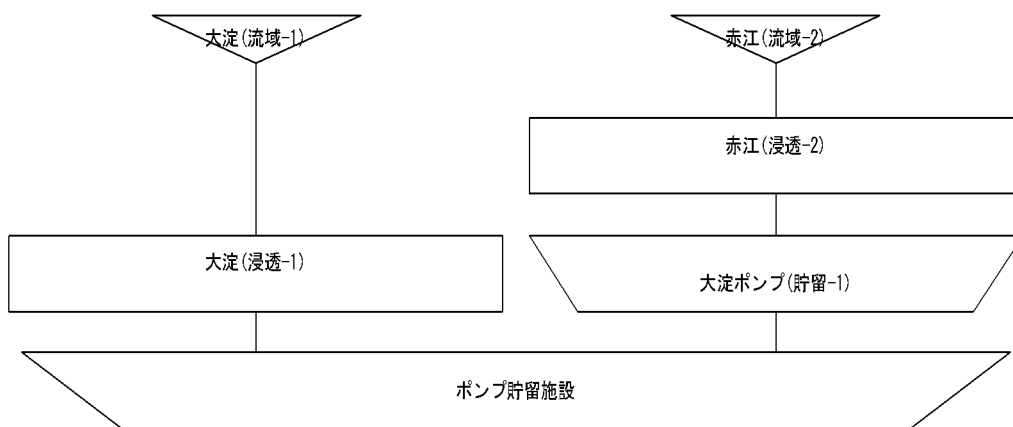 大淀(流域-1)
赤江(流域-2)
赤江(浸透-2)
大淀(浸透-1)
大淀ポンプ(貯留-1)
ポンプ貯留施設